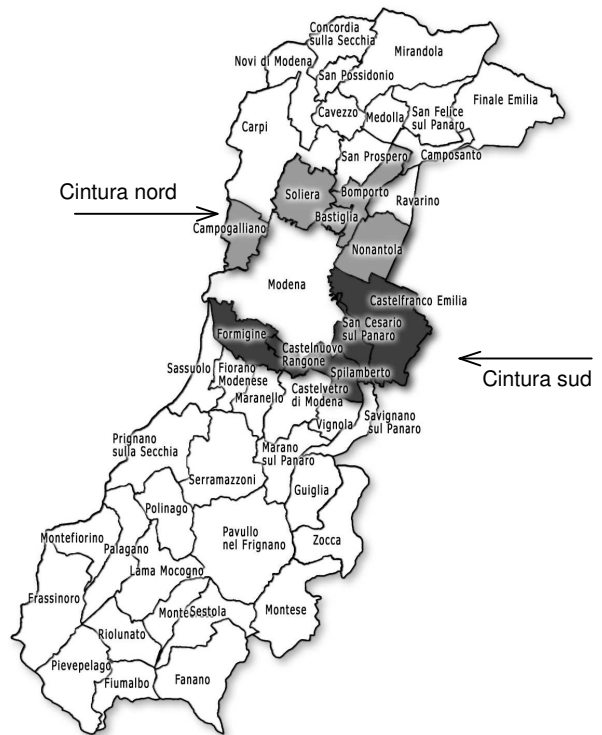 Concordia
sulla Secchia
Mirandola
Novi di Modena
San Possidonio
Finale Emilia
Cavezzo
Medolla
San Felice
sul Panaro
Carpi
San Prospero
Camposanto
Cintura nord
Soliera
Bomporto
Ravarino
Bastiglia
Campogalliano
Nonantola
Modena
Castelfranco Emilia
Formigine
San Cesario
sul Panaro
Castelnuovo
Rangone
Sassuolo
Fiorano
Modenese
Spilamberto
Cintura sud
Maranello
Castelvetro
di Modena
Vignola
Savignano
sul Panaro
Prignano
sulla Secchia
Marano
sul Panaro
Serramazzoni
Guiglia
Polinago
Pavullo
nel Frignano
Zocca
Montefiorino
Palagano
Lama Mocogno
Frassinoro
Sestola
Montese
Riolunato
Pievepelago
Fiumalbo
Fanano